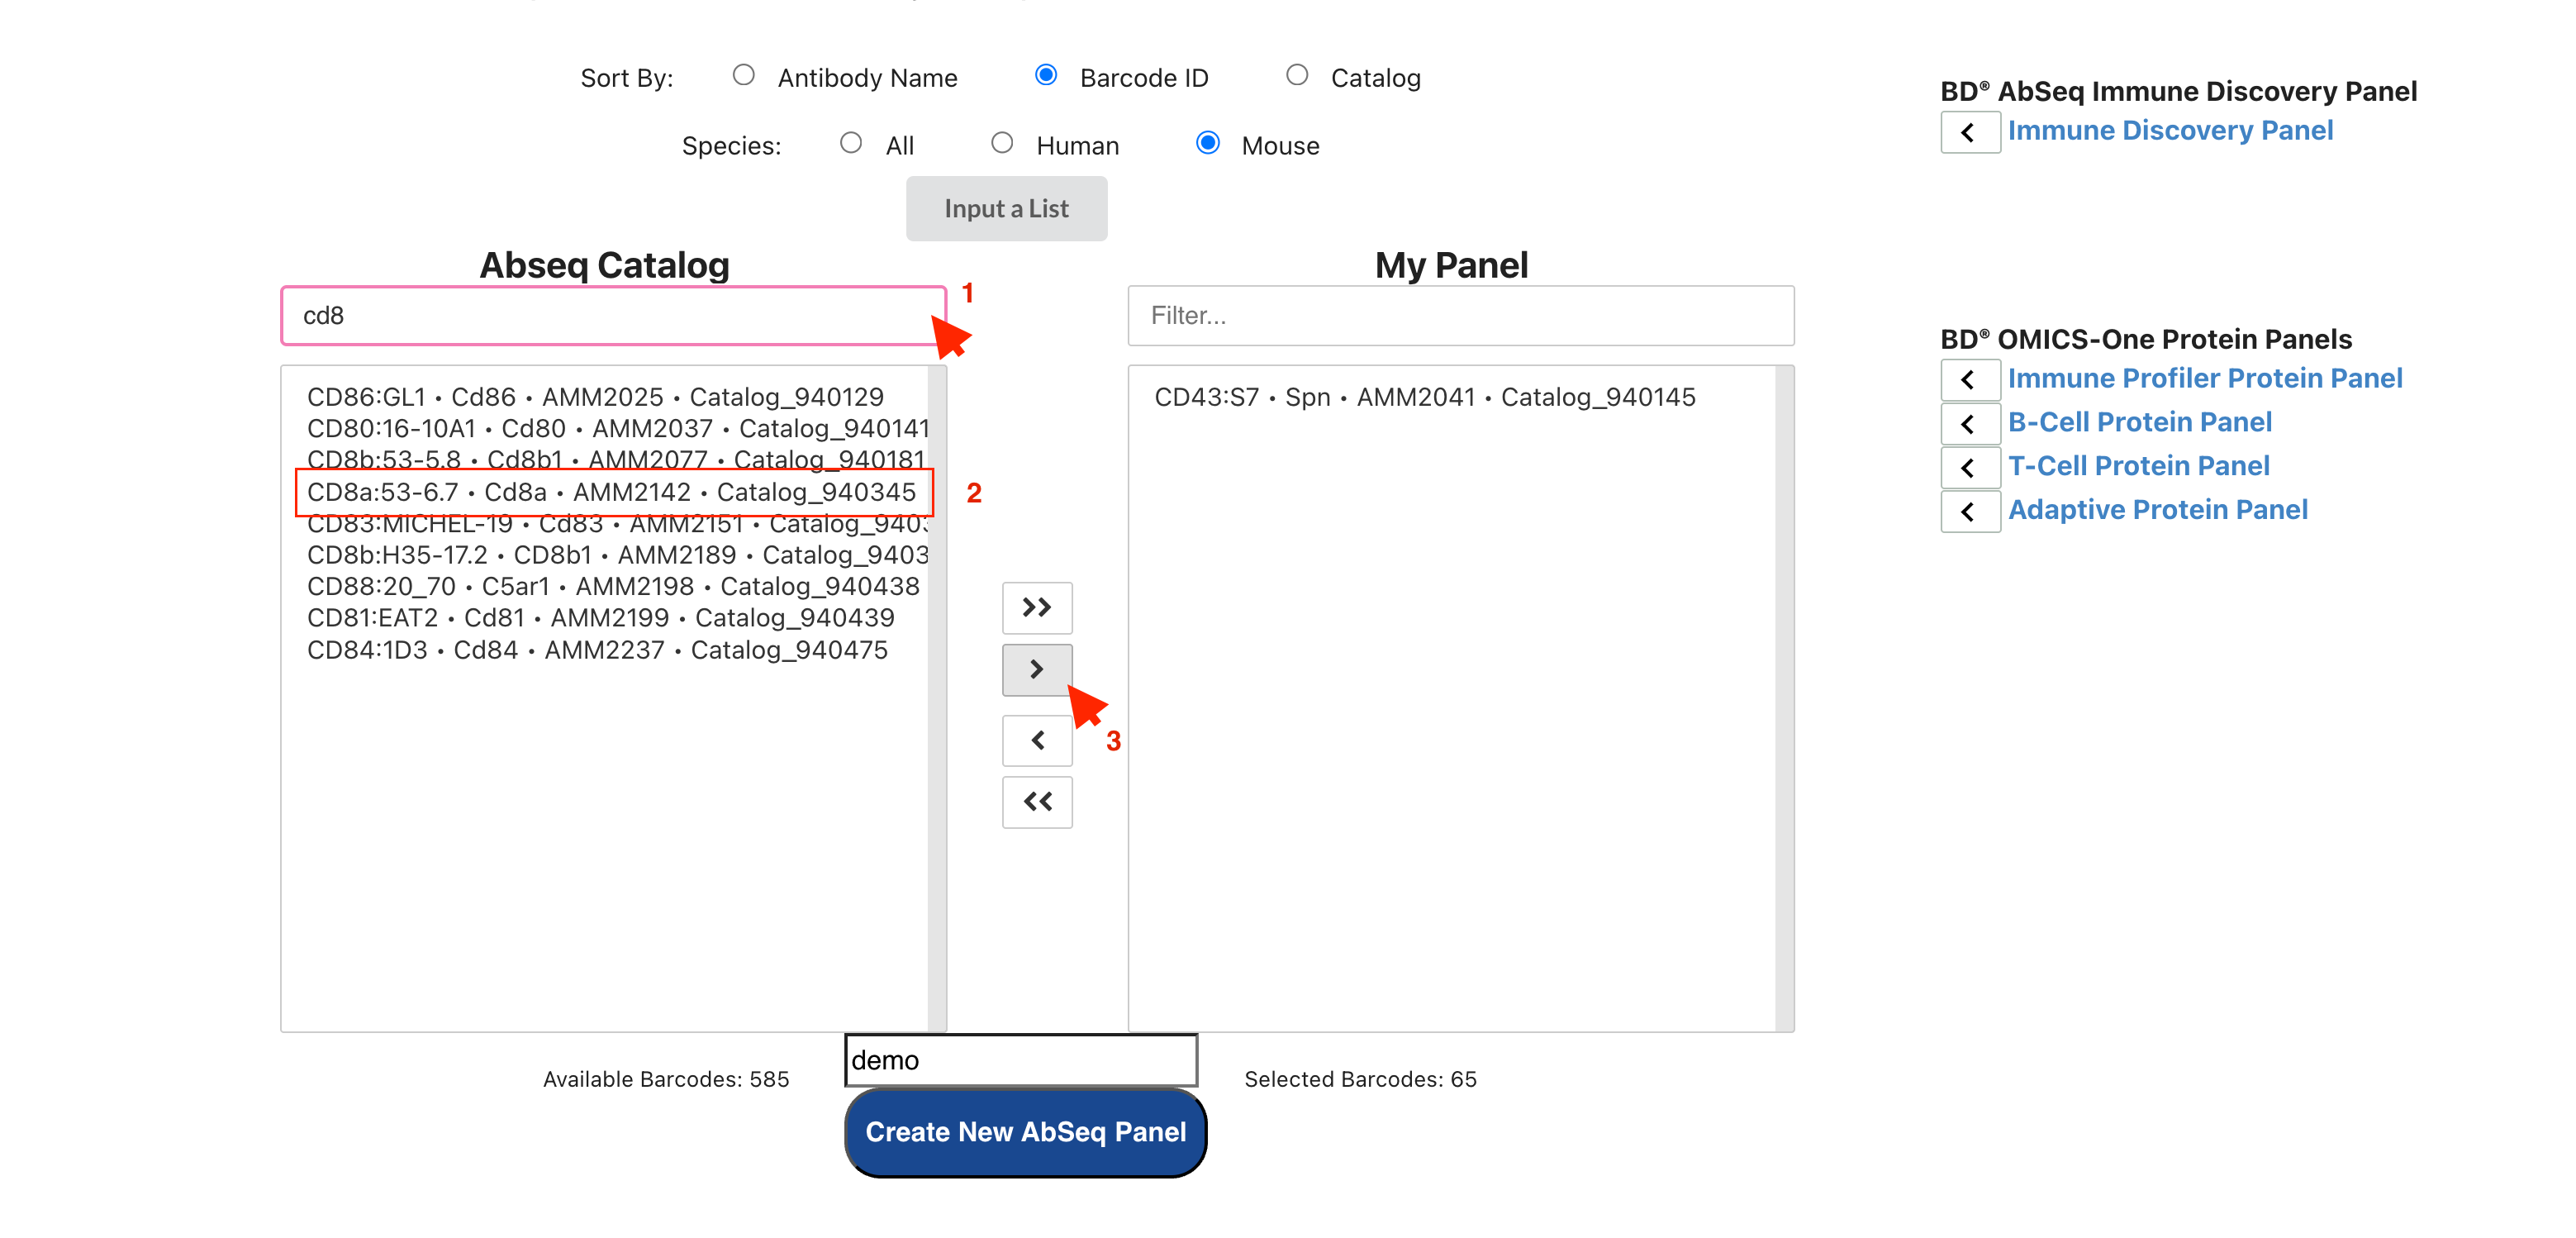 Sort By: Antibody Name Barcode ID Catalog
Species: All Human Mouse
Input a List
Abseq Catalog
cd8
1
CD86:GL1 • Cd86 • AMM2025 • Catalog_940129
CD80:16-10A1 • Cd80 • AMM2037 • Catalog_940141
CD8b:53-5.8 • Cd8b1 • AMM2077 • Catalog_940181
CD8a:53-6.7 • Cd8a • AMM2142 • Catalog_940345
2
CD83:MICHEL-19 • Cd83 • AMM2151 • Catalog_9403
CD8b:H35-17.2 • CD8b1 • AMM2189 • Catalog_9403
CD88:20_70 • C5ar1 • AMM2198 • Catalog_940438
CD81:EAT2 • Cd81 • AMM2199 • Catalog_940439
CD84:1D3 • Cd84 • AMM2237 • Catalog_940475
>>
>
<
<<
3
My Panel
Filter...
CD43:S7 • Spn • AMM2041 • Catalog_940145
Available Barcodes: 585
demo
Selected Barcodes: 65
Create New AbSeq Panel
BD® AbSeq Immune Discovery Panel
< Immune Discovery Panel
BD® OMICS-One Protein Panels
< Immune Profiler Protein Panel
< B-Cell Protein Panel
< T-Cell Protein Panel
< Adaptive Protein Panel